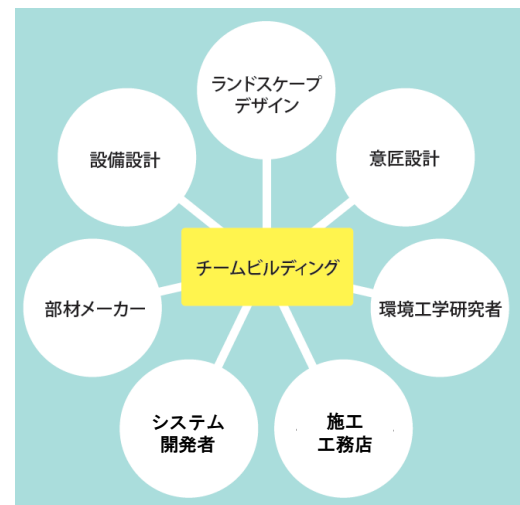 ランドスケープ
デザイン
設備設計
意匠設計
チームビルディング
部材メーカー
環境工学研究者
システム
開発者
施工
工務店